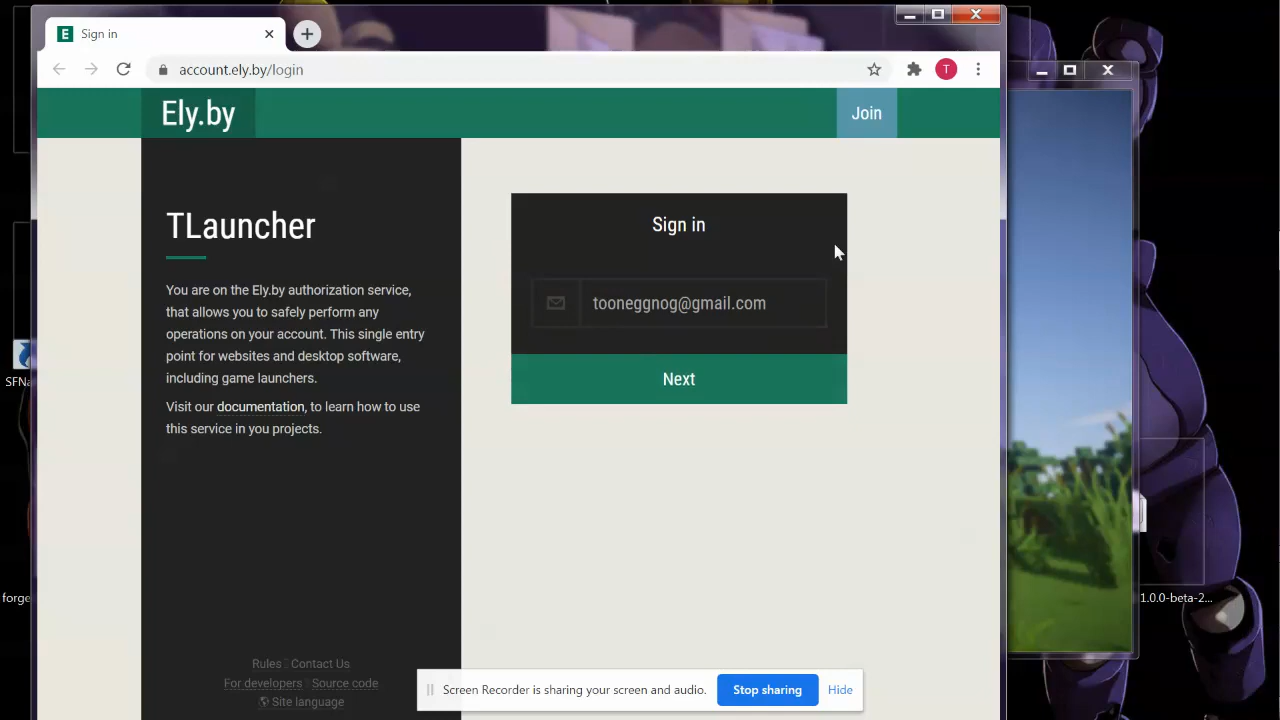 Sign in
account.ely.by/login
T
Ely.by
Join
TLauncher
You are on the Ely.by authorization service,
that allows you to safely perform any
operations on your account. This single entry
point for websites and desktop software,
including game launchers.
Visit our documentation, to learn how to use
this service in you projects.
Sign in
tooneggnog@gmail.com
Next
Rules
Contact Us
For developers
Source code
Site language
Screen Recorder is sharing your screen and audio.
Stop sharing
Hide
SFNa
forge
1.0.0-beta-2...